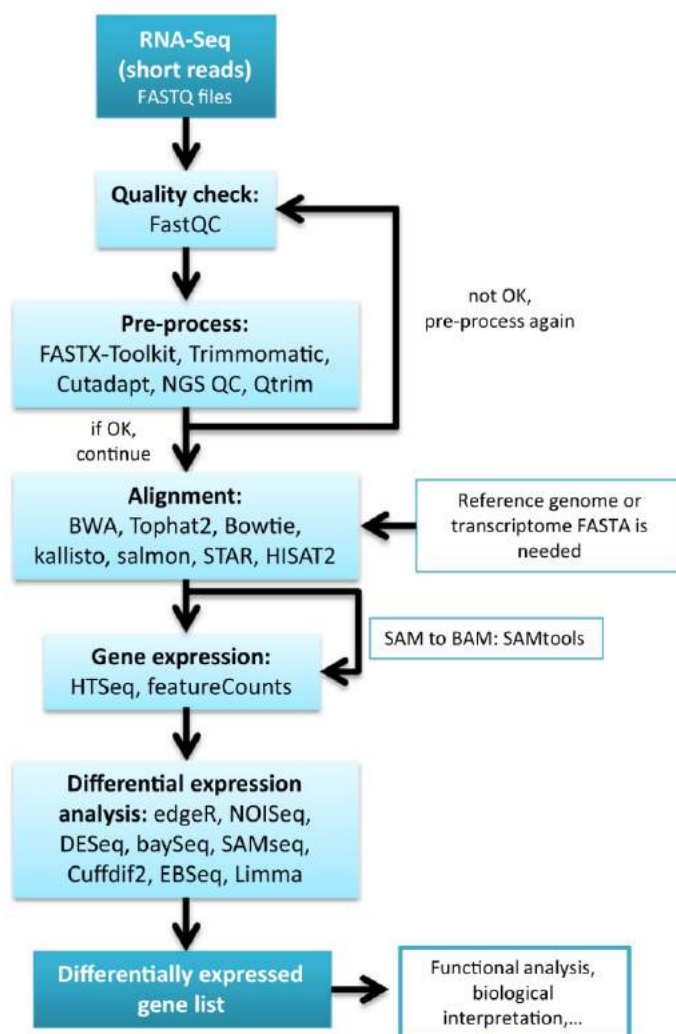 RNA-Seq
(short reads)
FASTQ files
Quality check:
FastQC
not OK,
pre-process again
Pre-process:
FASTX-Toolkit, Trimmomatic,
Cutadapt, NGS QC, Qtrim
if OK,
continue
Alignment:
BWA, Tophat2, Bowtie,
kallisto, salmon, STAR, HISAT2
Reference genome or
transcriptome FASTA is
needed
SAM to BAM: SAMtools
Gene expression:
HTSeq, featureCounts
Differential expression
analysis: edgeR, NOISeq,
DESeq, baySeq, SAMseq,
Cuffdif2, EBSeq, Limma
Differentially expressed
gene list
Functional analysis,
biological
interpretation,...